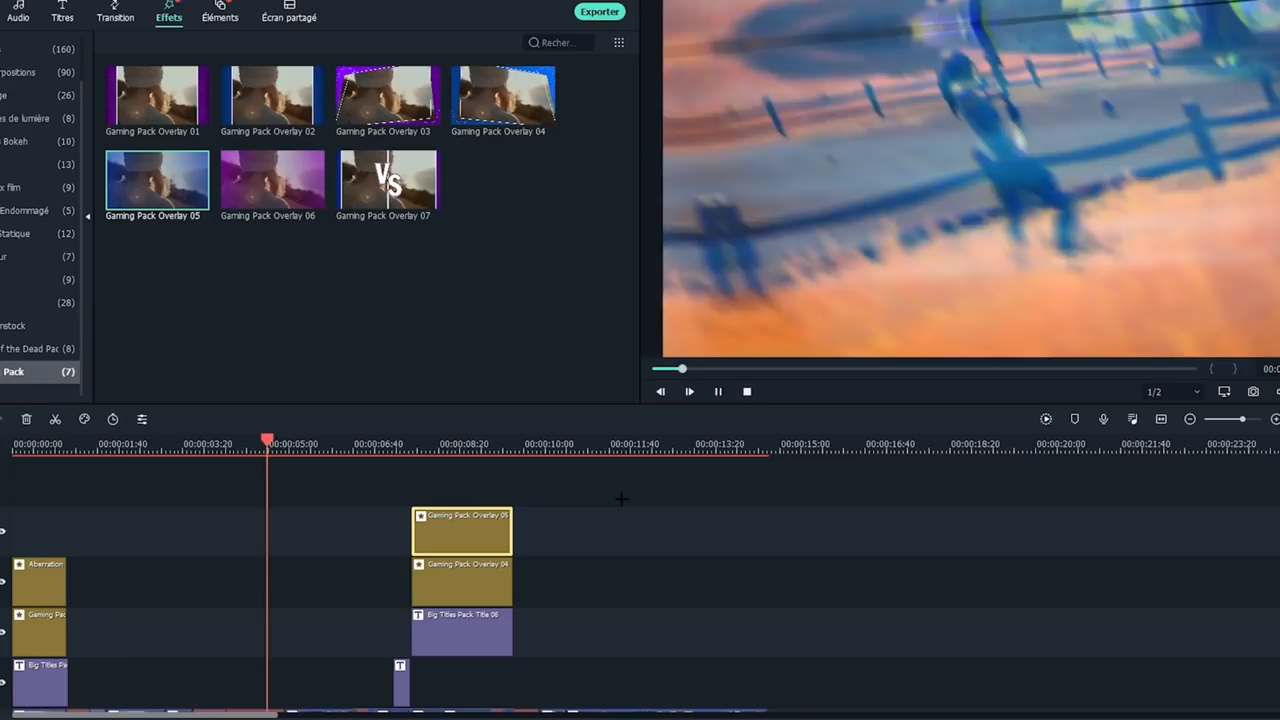 Audio
Titres
Transition
Effets
Éléments
Écran partagé
Exporter
(160)
positions (90)
ge (26)
es de lumière (8)
s Bokeh (10)
(13)
x film (9)
Endommagé (5)
Statique (12)
ur (7)
(9)
(28)
nstock
of the Dead Pac (8)
Pack (7)
Recher...
Gaming Pack Overlay 01
Gaming Pack Overlay 02
Gaming Pack Overlay 03
Gaming Pack Overlay 04
VS
Gaming Pack Overlay 05
Gaming Pack Overlay 06
Gaming Pack Overlay 07
1/2
00:0
00:00:00:00
00:00:01:40
00:00:03:20
00:00:05:00
00:00:06:40
00:00:08:20
00:00:10:00
00:00:11:40
00:00:13:20
00:00:15:00
00:00:16:40
00:00:18:20
00:00:20:00
00:00:21:40
00:00:23:20
Gaming Pack Overlay 05
Aberration
Gaming Pack Overlay 04
Gaming Pac
T Big Titles Pack Title 06
T Big Titles Pa
T